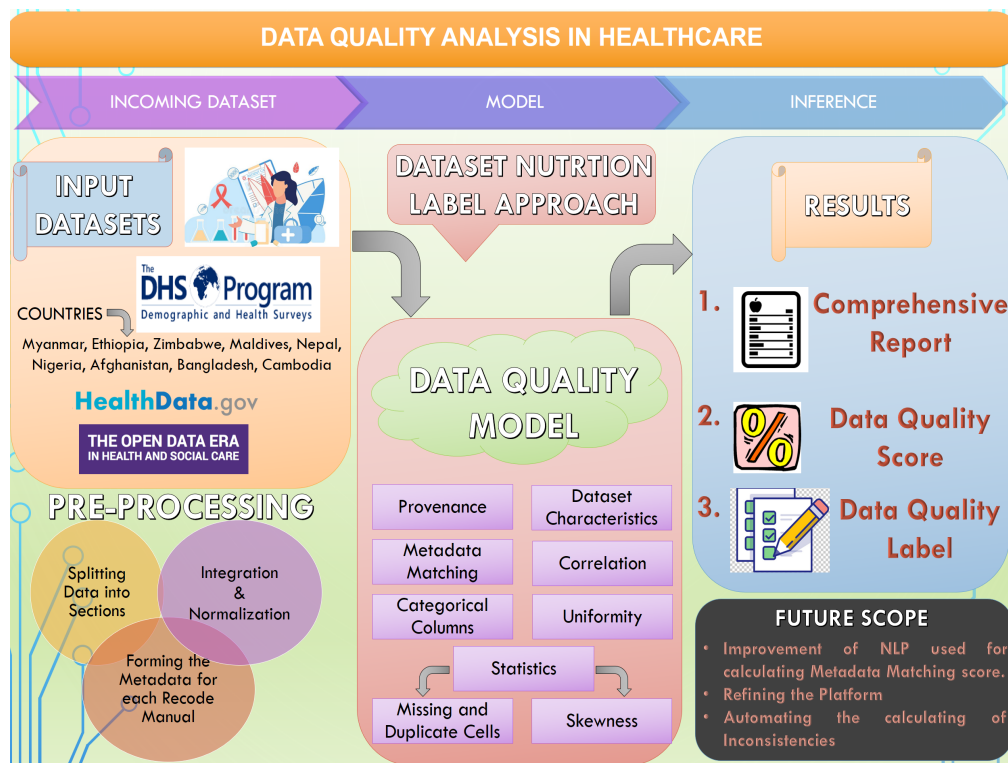 DATA QUALITY ANALYSIS IN HEALTHCARE
INCOMING DATASET
MODEL
INFERENCE
INPUT
DATASETS
The
DHS Program
Demographic and Health Surveys
COUNTRIES
Myanmar, Ethiopia, Zimbabwe, Maldives, Nepal,
Nigeria, Afghanistan, Bangladesh, Cambodia
HealthData.gov
THE OPEN DATA ERA
IN HEALTH AND SOCIAL CARE
PRE-PROCESSING
Splitting
Data into
Sections
Integration
&
Normalization
Forming the
Metadata for
each Recode
Manual
DATASET NUTRTION
LABEL APPROACH
DATA QUALITY
MODEL
Provenance
Dataset
Characteristics
Metadata
Matching
Correlation
Categorical
Columns
Uniformity
Statistics
Missing and
Duplicate Cells
Skewness
RESULTS
1. Comprehensive
Report
2. Data Quality
Score
%
3. Data Quality
Label
FUTURE SCOPE
• Improvement of NLP used for
calculating Metadata Matching score.
• Refining the Platform
• Automating the calculating of
Inconsistencies